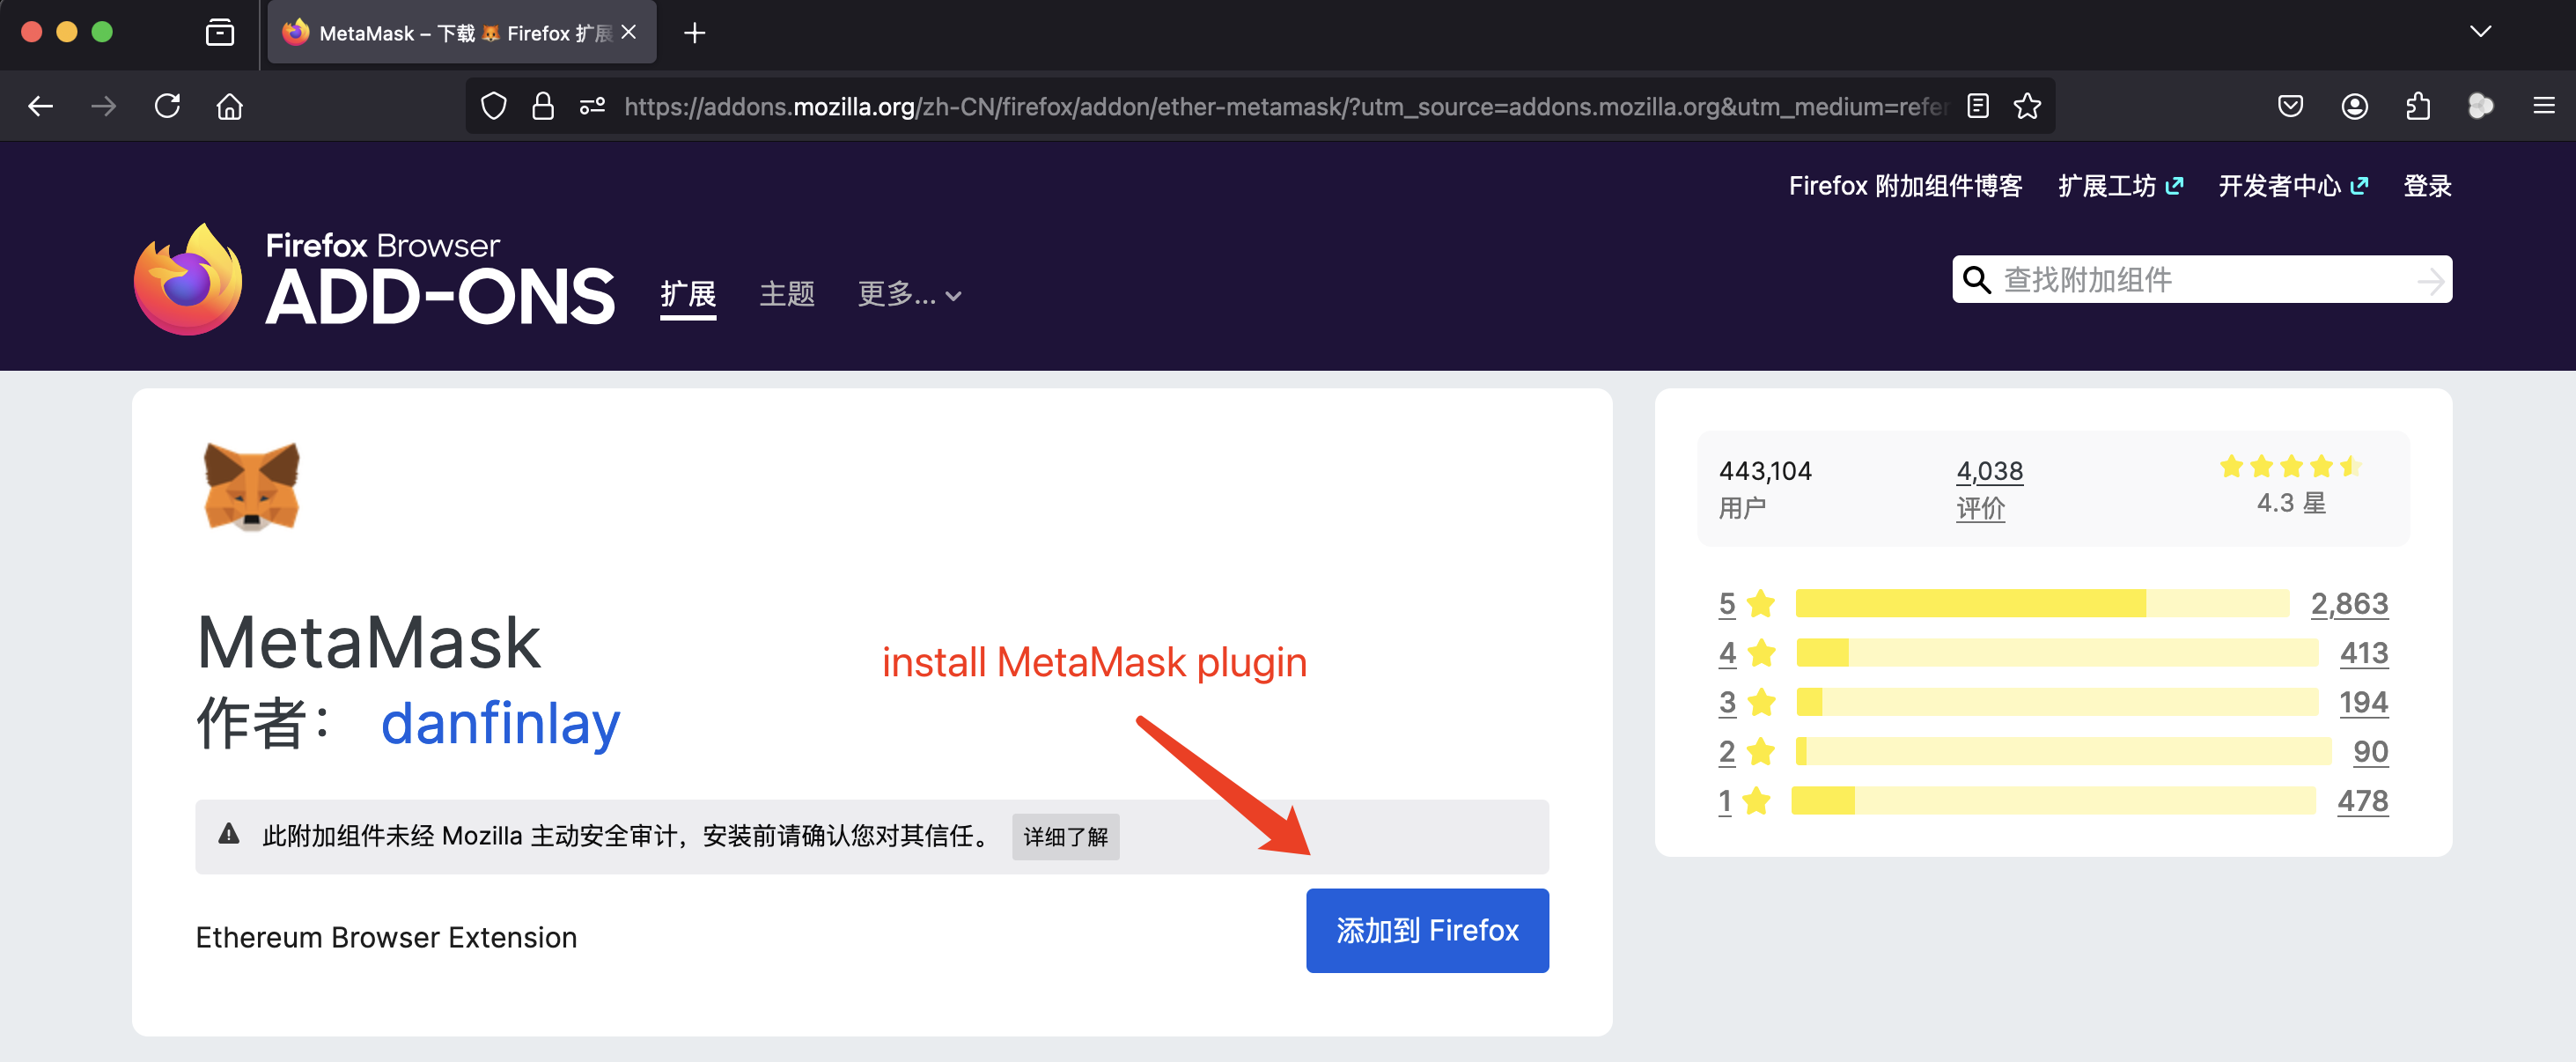 MetaMask – 下载 🦊 Firefox 扩展
https://addons.mozilla.org/zh-CN/firefox/addon/ether-metamask/?utm_source=addons.mozilla.org&utm_medium=refer
Firefox 附加组件博客 扩展工坊 开发者中心 登录
Firefox Browser
ADD-ONS
扩展 主题 更多...
查找附加组件
MetaMask
作者： danfinlay
install MetaMask plugin
此附加组件未经 Mozilla 主动安全审计，安装前请确认您对其信任。 详细了解
Ethereum Browser Extension
添加到 Firefox
443,104 4,038
用户 评价 4.3 星
5 2,863
4 413
3 194
2 90
1 478